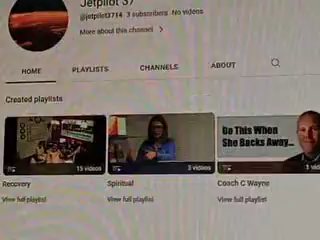 Jetpilot 37
@jetpilot3714 3 subscribers No videos
More about this channel >
HOME PLAYLISTS CHANNELS ABOUT
Created playlists
15 videos
3 videos
Do This When
She Backs Away...
Recovery
Spiritual
Coach C Wayne
View full playlist
View full playlist
View full playlist